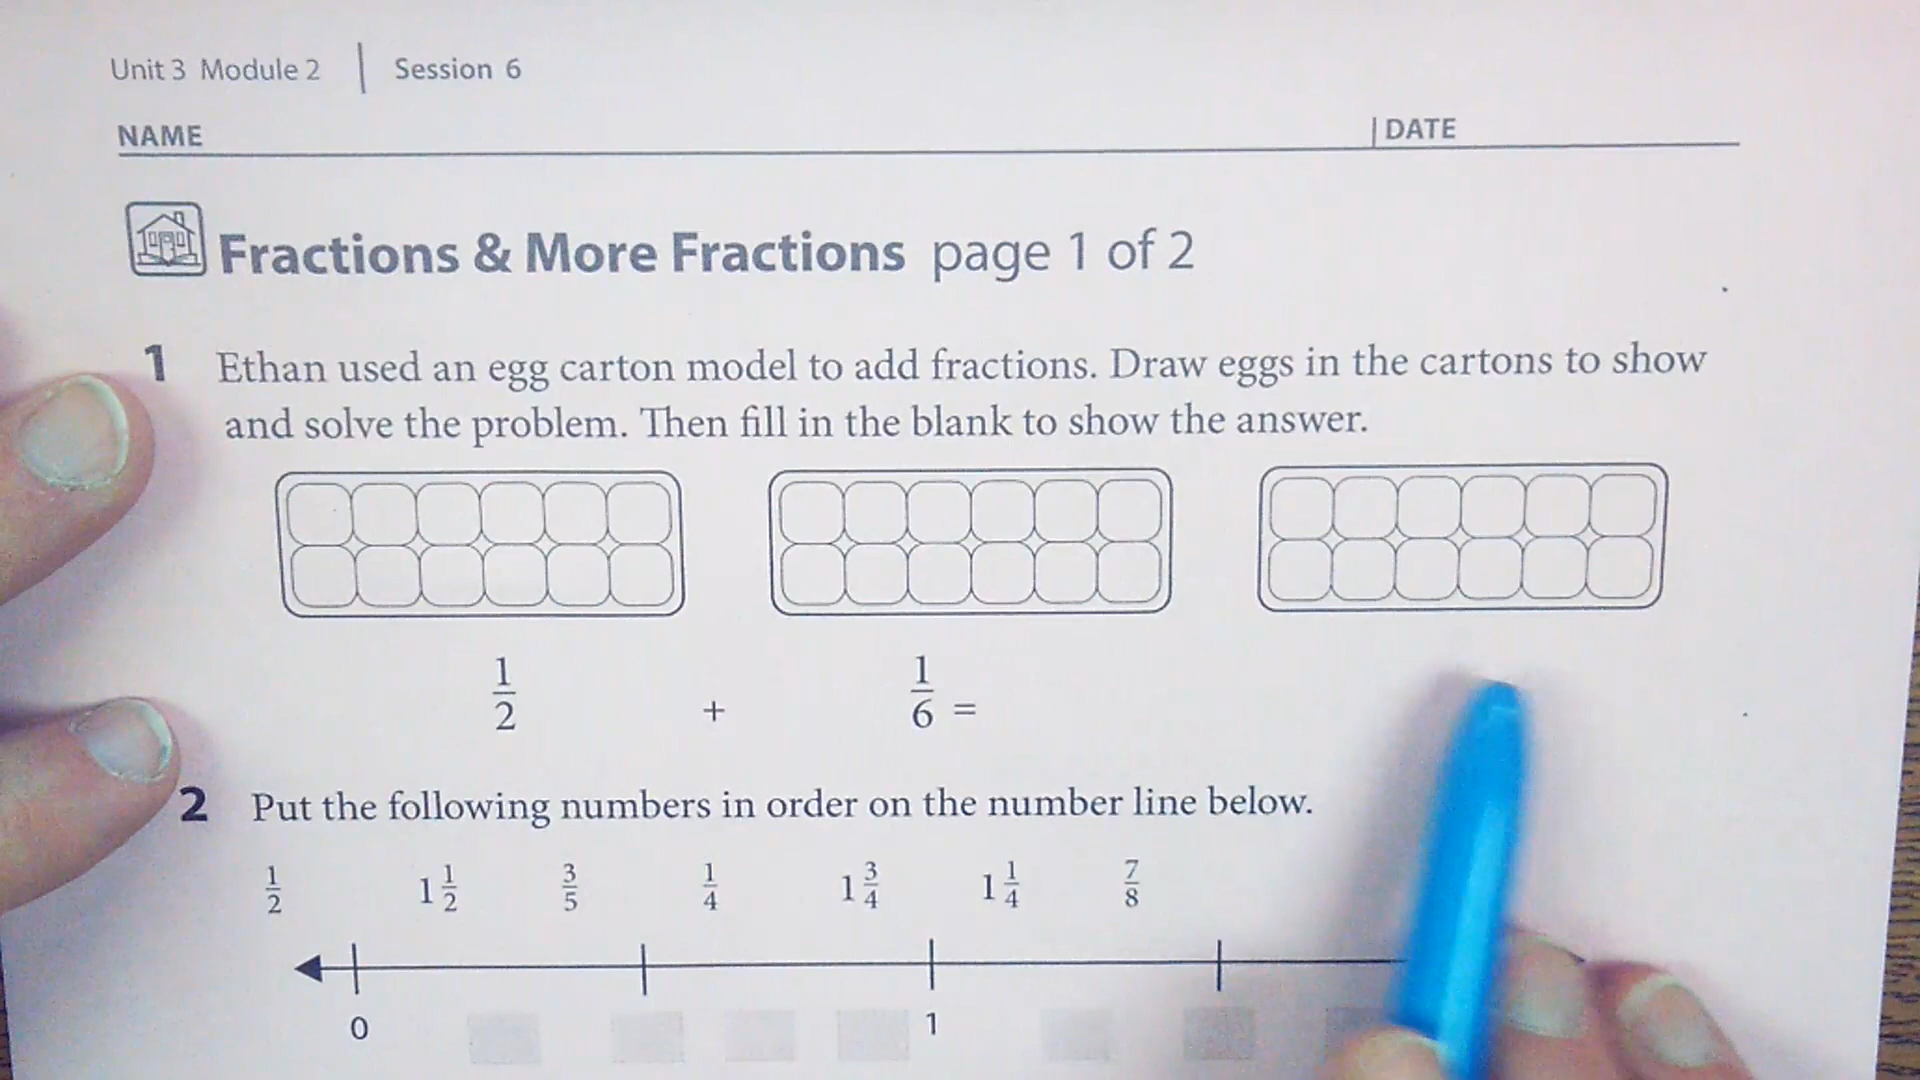 Unit 3 Module 2 | Session 6
NAME | DATE
Fractions & More Fractions page 1 of 2
1 Ethan used an egg carton model to add fractions. Draw eggs in the cartons to show
and solve the problem. Then fill in the blank to show the answer.
1/2 + 1/6 =
2 Put the following numbers in order on the number line below.
1/2 1 1/2 3/5 1/4 1 3/4 1 1/4 7/8
0 1